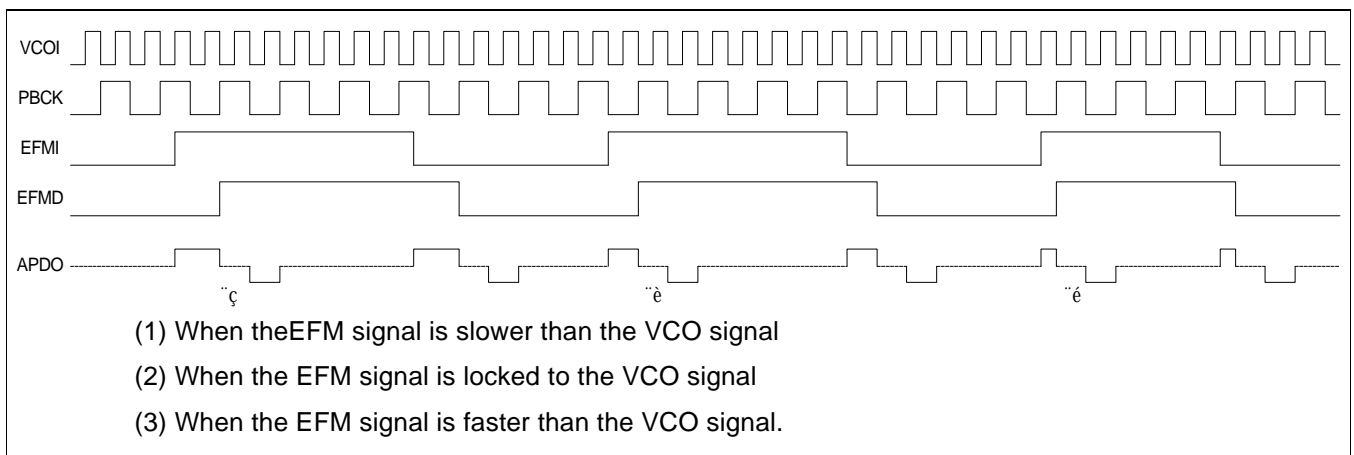 VCOI
PBCK
EFMI
EFMD
APDO
¨ç ¨è ¨é
(1) When theEFM signal is slower than the VCO signal
(2) When the EFM signal is locked to the VCO signal
(3) When the EFM signal is faster than the VCO signal.